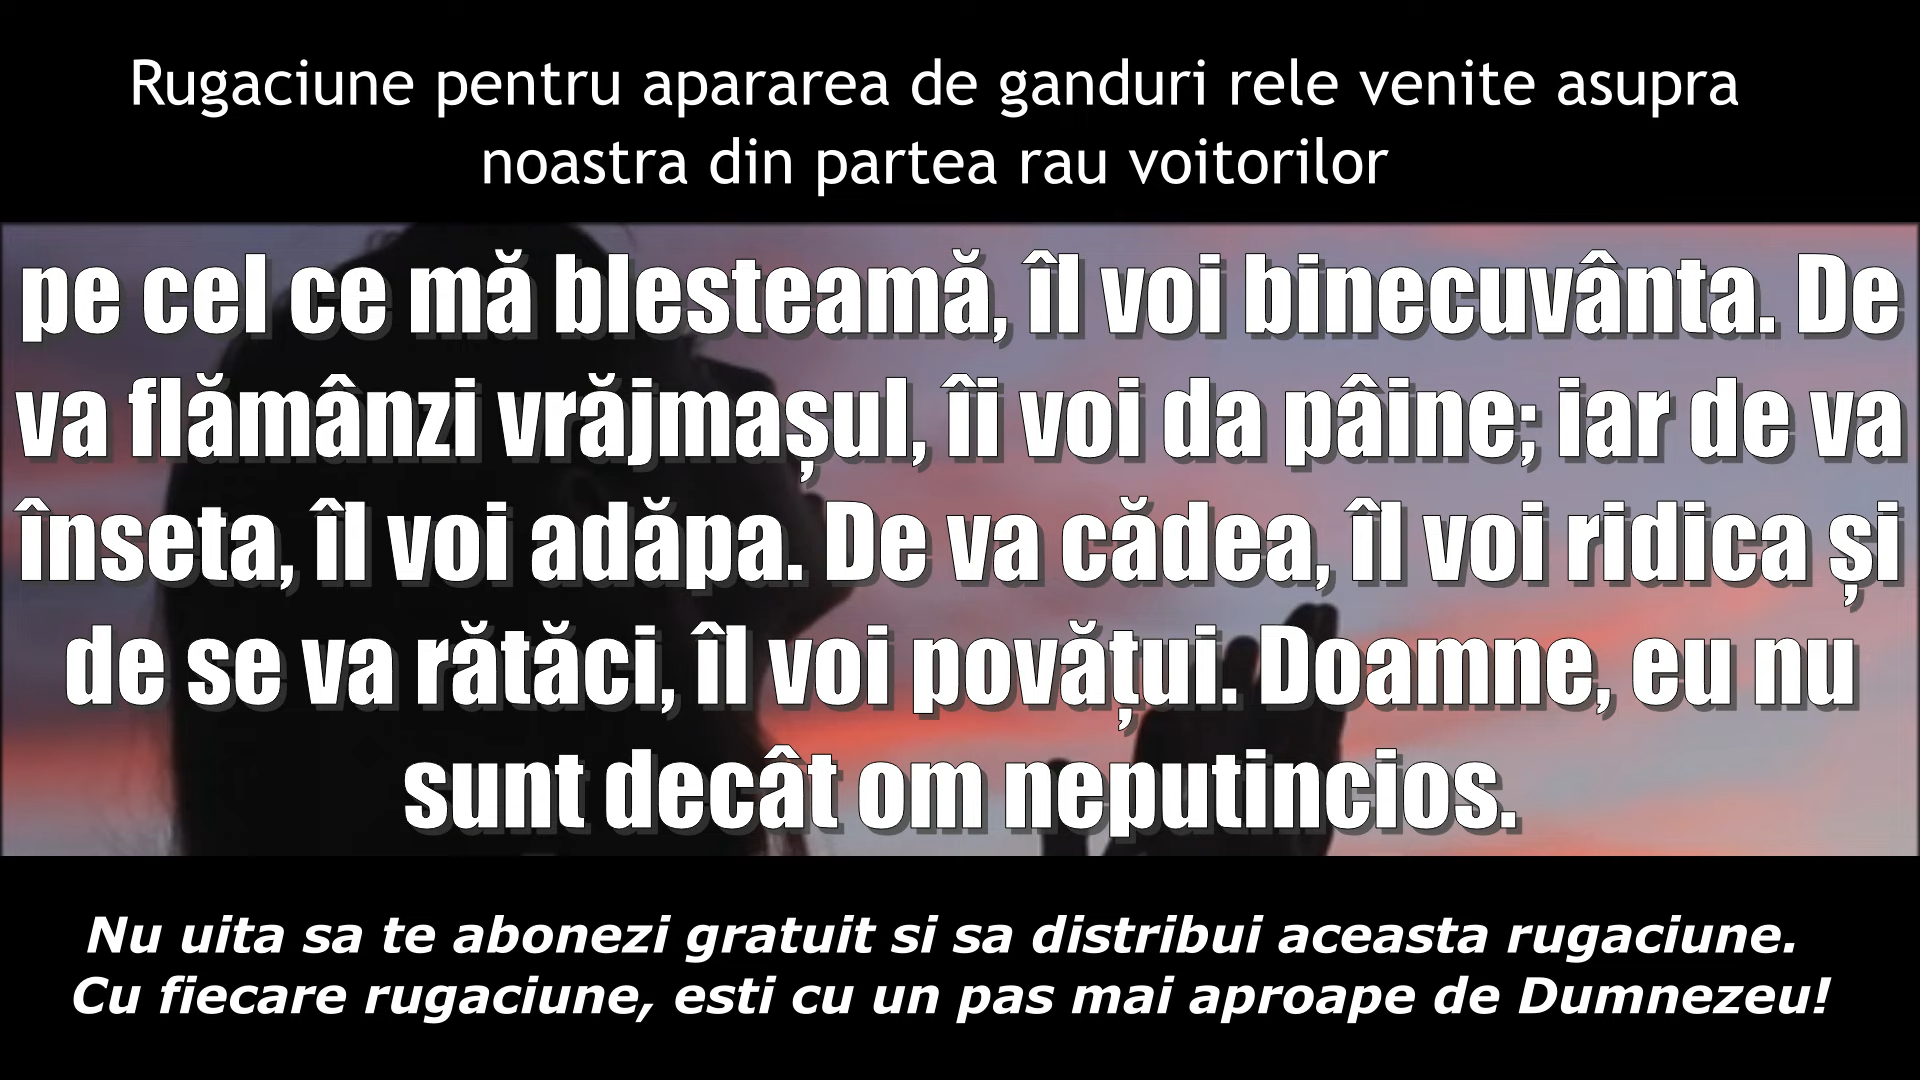 Rugaciune pentru apararea de ganduri rele venite asupra
noastra din partea rau voitorilor
pe cel ce mă blesteamă, îl voi binecuvânta. De
va flămânzi vrăjmașul, îi voi da pâine; iar de va
înseta, îl voi adăpa. De va cădea, îl voi ridica și
de se va rătăci, îl voi povățui. Doamne, eu nu
sunt decât om neputincios.
Nu uita sa te abonezi gratuit si sa distribui aceasta rugaciune.
Cu fiecare rugaciune, esti cu un pas mai aproape de Dumnezeu!